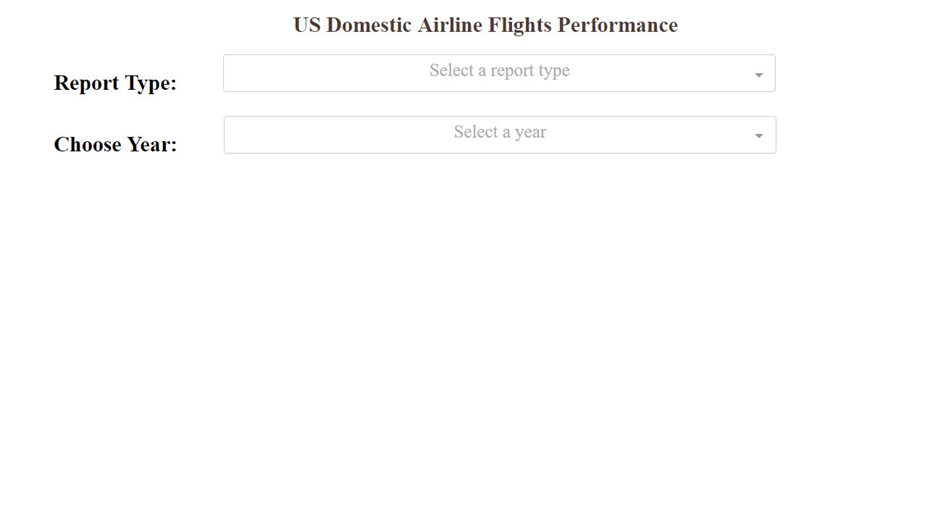 US Domestic Airline Flights Performance
Report Type:
Select a report type
Choose Year:
Select a year